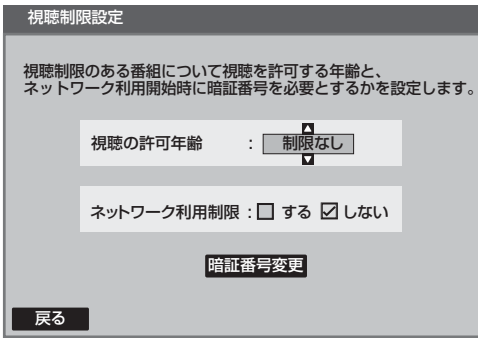 視聴制限設定
視聴制限のある番組について視聴を許可する年齢と、
ネットワーク利用開始時に暗証番号を必要とするかを設定します。
視聴の許可年齢 : 制限なし
ネットワーク利用制限 : する しない
暗証番号変更
戻る